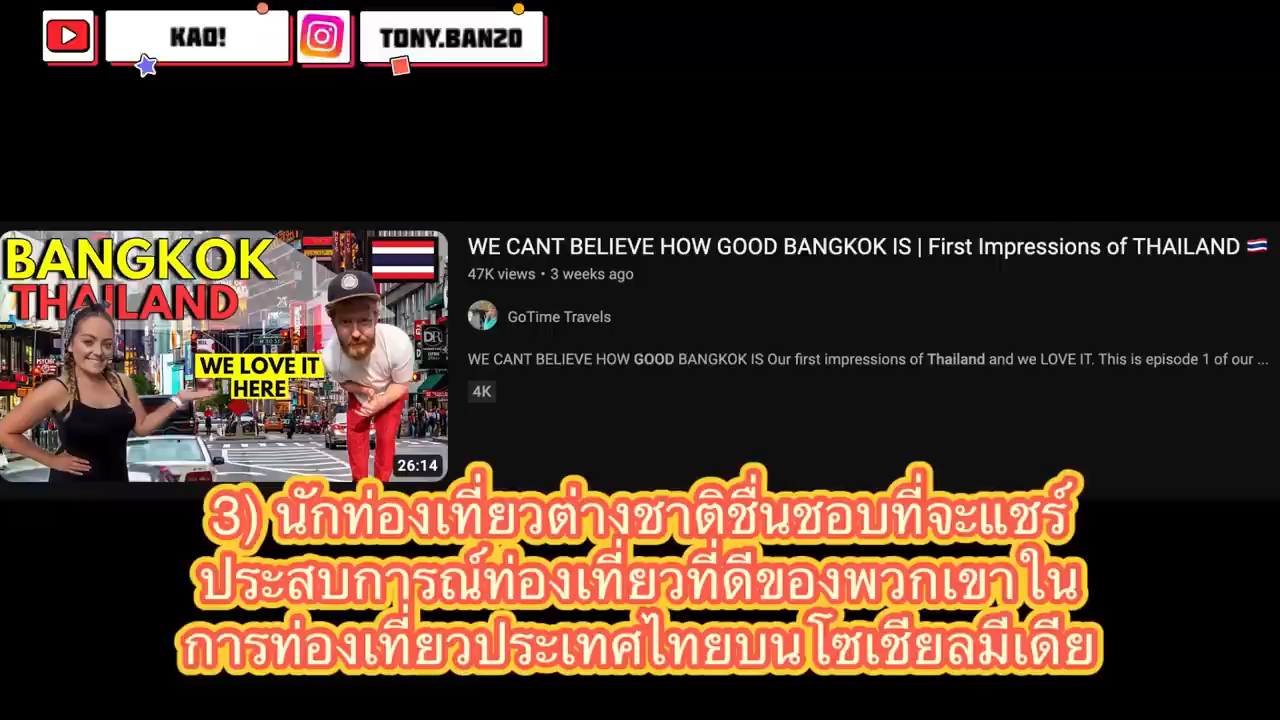 KAO!
TONY.BANZO
BANGKOK
THAILAND
WE LOVE IT
HERE
26:14
WE CANT BELIEVE HOW GOOD BANGKOK IS | First Impressions of THAILAND 🇹🇭
47K views • 3 weeks ago
GoTime Travels
WE CANT BELIEVE HOW GOOD BANGKOK IS Our first impressions of Thailand and we LOVE IT. This is episode 1 of our ...
4K
3) นักท่องเที่ยวต่างชาติชื่นชอบที่จะแชร์
ประสบการณ์ท่องเที่ยวที่ดีของพวกเขาใน
การท่องเที่ยวประเทศไทยบนโซเชียลมีเดีย